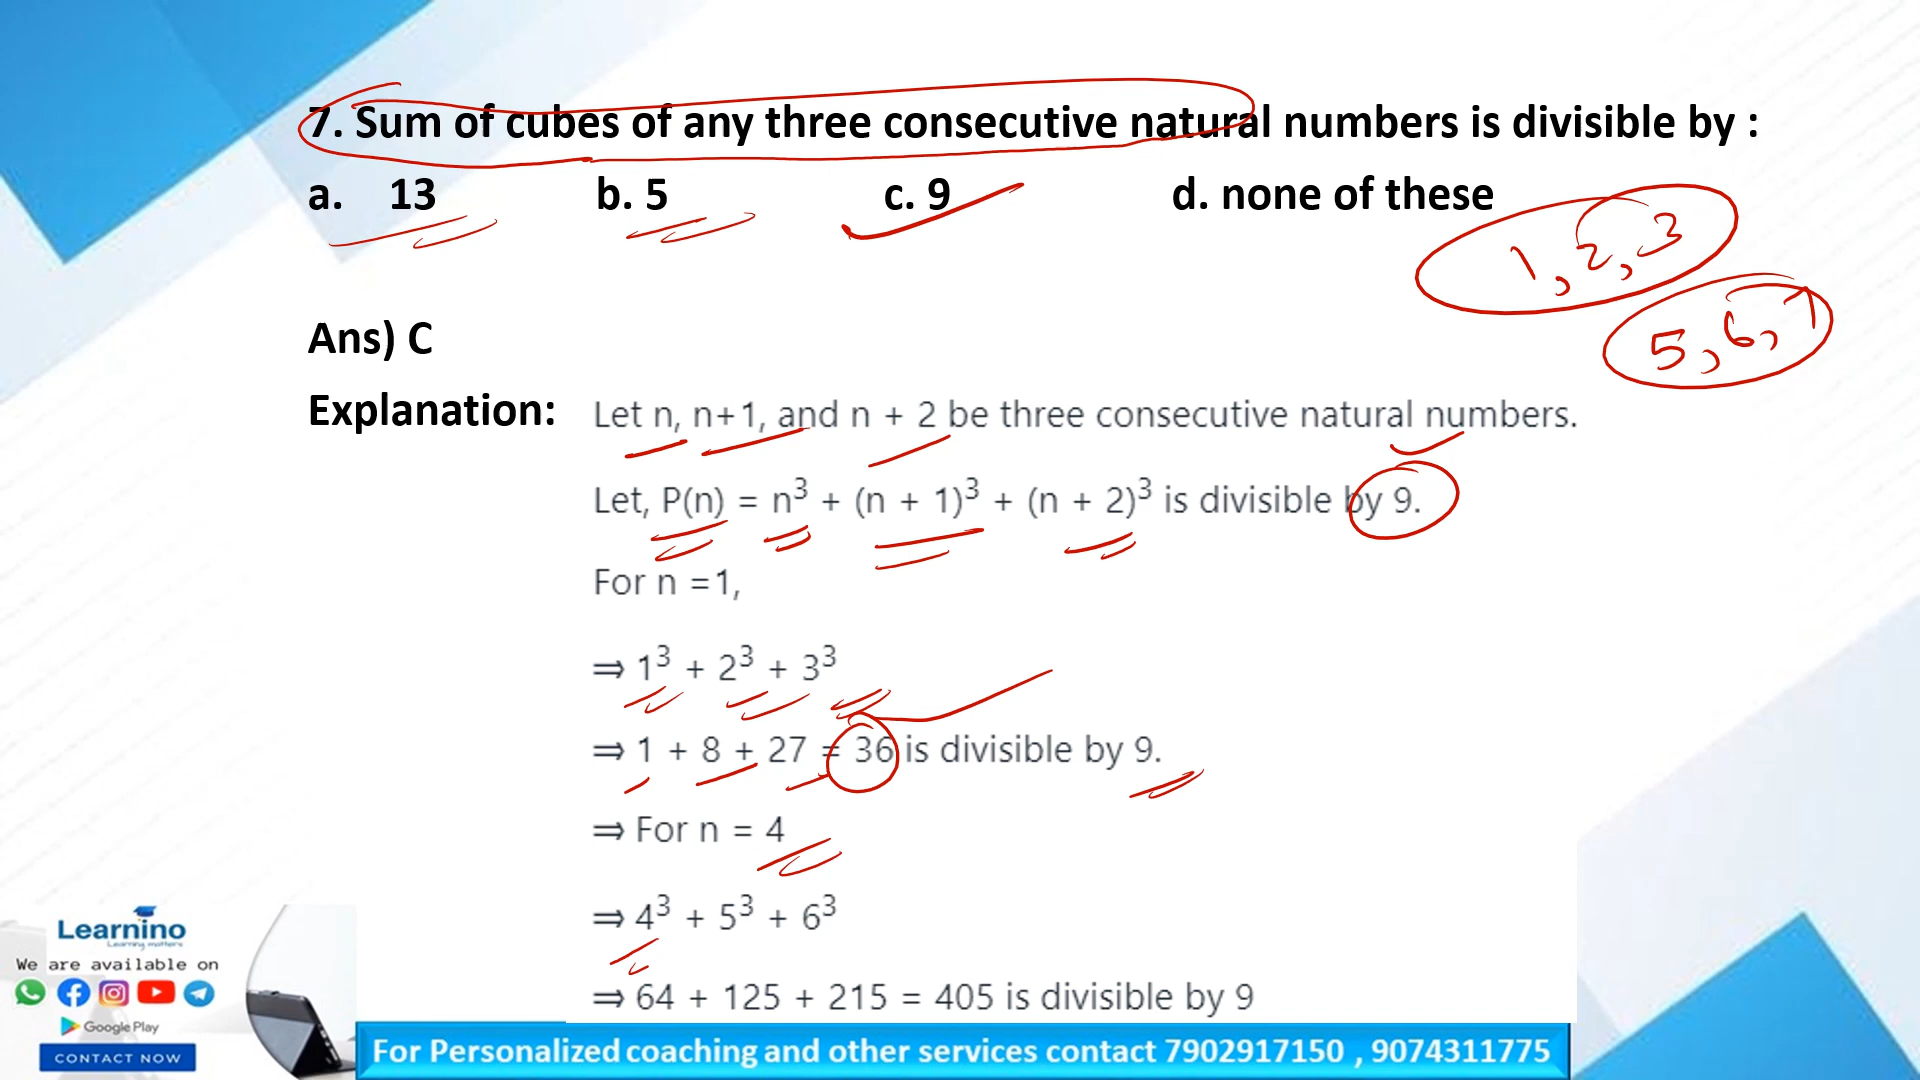 7. Sum of cubes of any three consecutive natural numbers is divisible by :
a. 13 b. 5 c. 9 d. none of these
1, 2, 3
5, 6, 7
Ans) C
Explanation: Let n, n+1, and n + 2 be three consecutive natural numbers.
Let, P(n) = n³ + (n + 1)³ + (n + 2)³ is divisible by 9.
For n =1,
⇒ 1³ + 2³ + 3³
⇒ 1 + 8 + 27 = 36 is divisible by 9.
⇒ For n = 4
⇒ 4³ + 5³ + 6³
⇒ 64 + 125 + 215 = 405 is divisible by 9
Learnino
Learning matters
We are available on
Google Play
CONTACT NOW
For Personalized coaching and other services contact 7902917150 , 9074311775